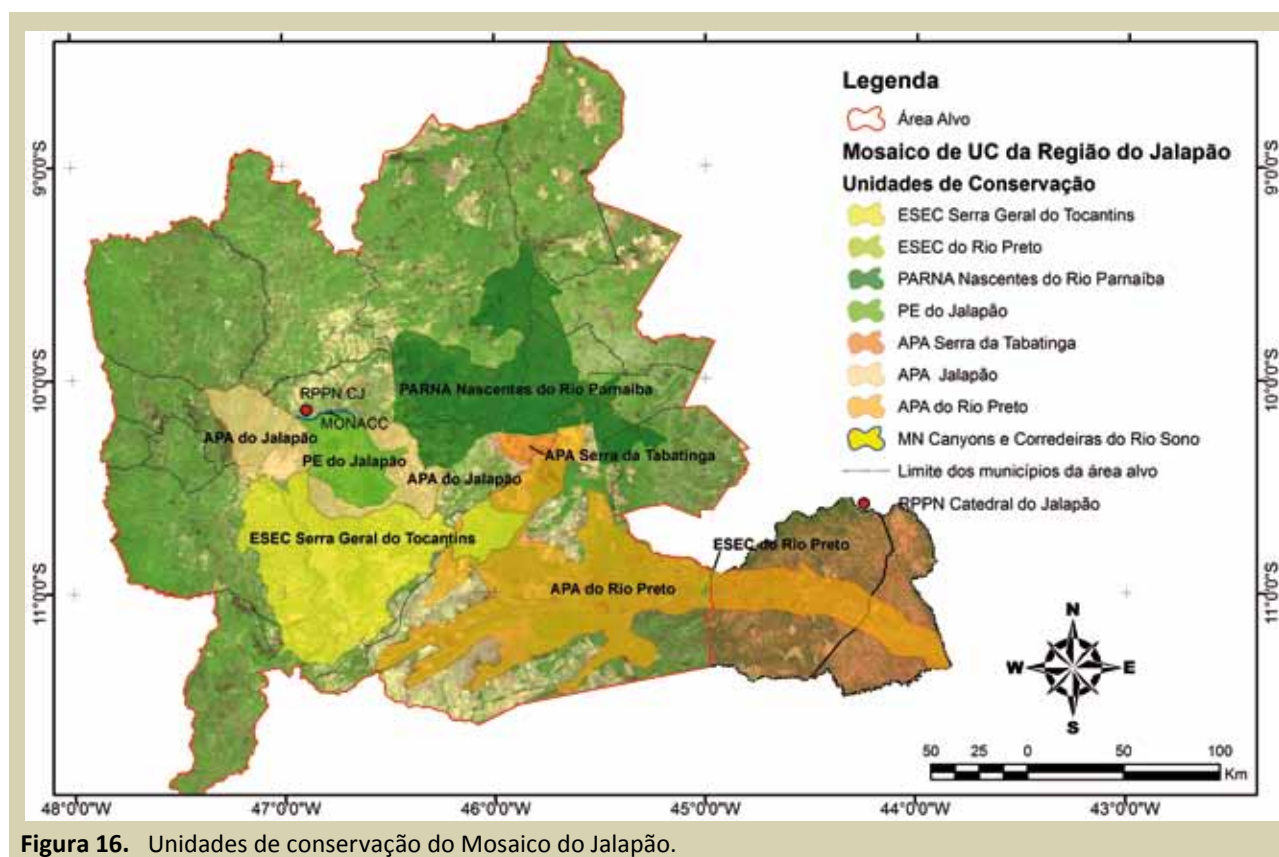 Legenda
Área Alvo
Mosaico de UC da Região do Jalapão
Unidades de Conservação
ESEC Serra Geral do Tocantins
ESEC do Rio Preto
PARNA Nascentes do Rio Parnaíba
PE do Jalapão
APA Serra da Tabatinga
APA Jalapão
APA do Rio Preto
MN Canyons e Corredeiras do Rio Sono
Limite dos municípios da área alvo
RPPN Catedral do Jalapão
9°0'0"S
9°0'0"S
10°0'0"S
10°0'0"S
11°0'0"S
11°0'0"S
RPPN CJ
MONACC
PARNA Nascentes do Rio Parnaíba
APA do Jalapão
PE do Jalapão
APA do Jalapão
APA Serra da Tabatinga
ESEC Serra Geral do Tocantins
ESEC do Rio Preto
APA do Rio Preto
N
W
E
S
50 25 0 50 100
Km
48°0'0"W 47°0'0"W 46°0'0"W 45°0'0"W 44°0'0"W 43°0'0"W
Figura 16. Unidades de conservação do Mosaico do Jalapão.